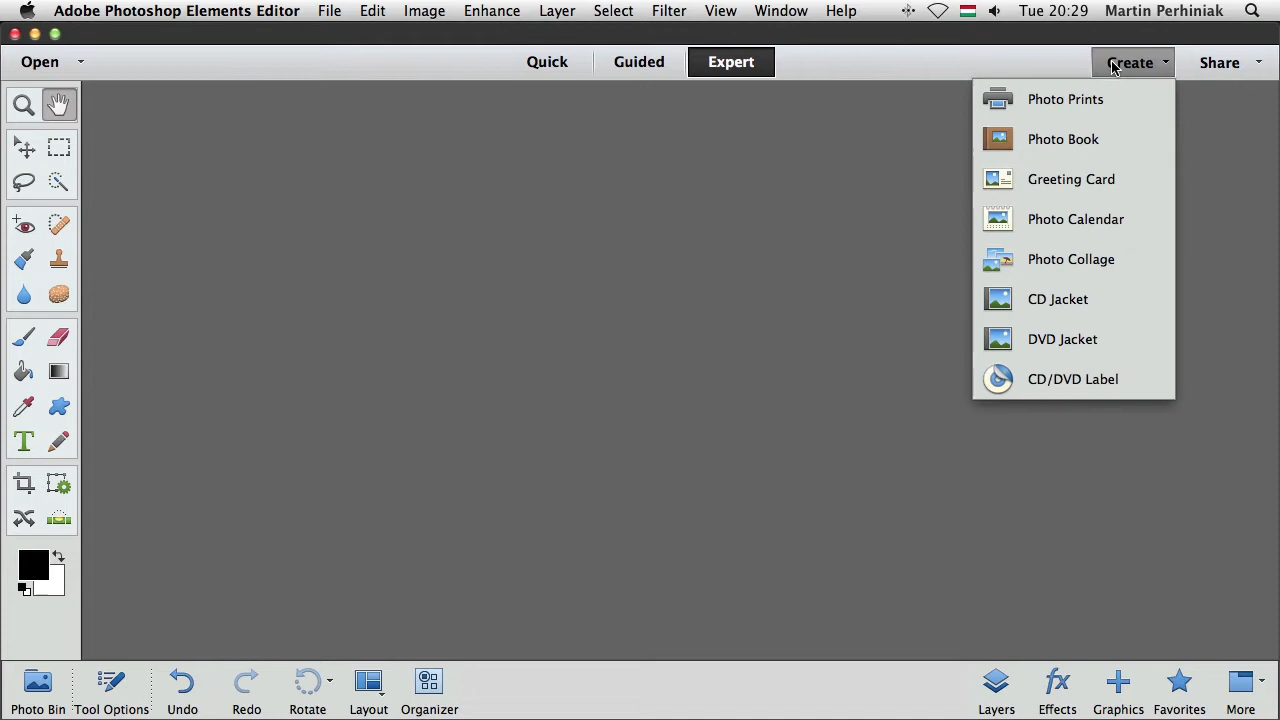 Adobe Photoshop Elements Editor File Edit Image Enhance Layer Select Filter View Window Help Tue 20:29 Martin Perhiniak
Open Quick Guided Expert Create Share
Photo Prints
Photo Book
Greeting Card
Photo Calendar
Photo Collage
CD Jacket
DVD Jacket
CD/DVD Label
T
Photo Bin Tool Options Undo Redo Rotate Layout Organizer Layers Effects Graphics Favorites More